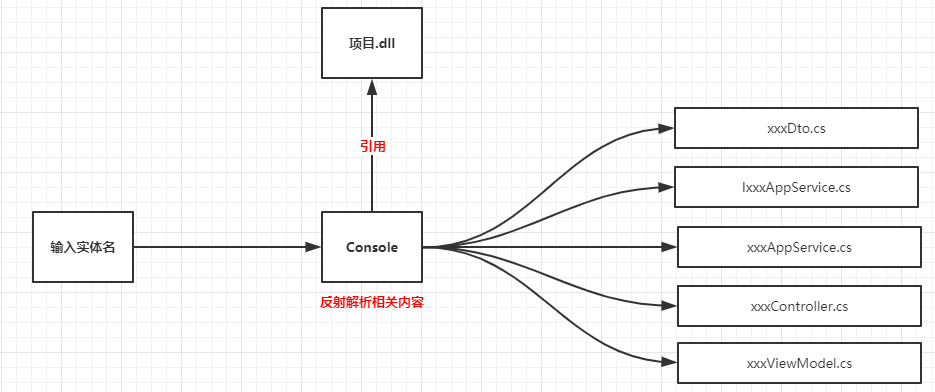 项目.dll
引用
输入实体名
Console
反射解析相关内容
xxxDto.cs
IxxxAppService.cs
xxxAppService.cs
xxxController.cs
xxxViewModel.cs